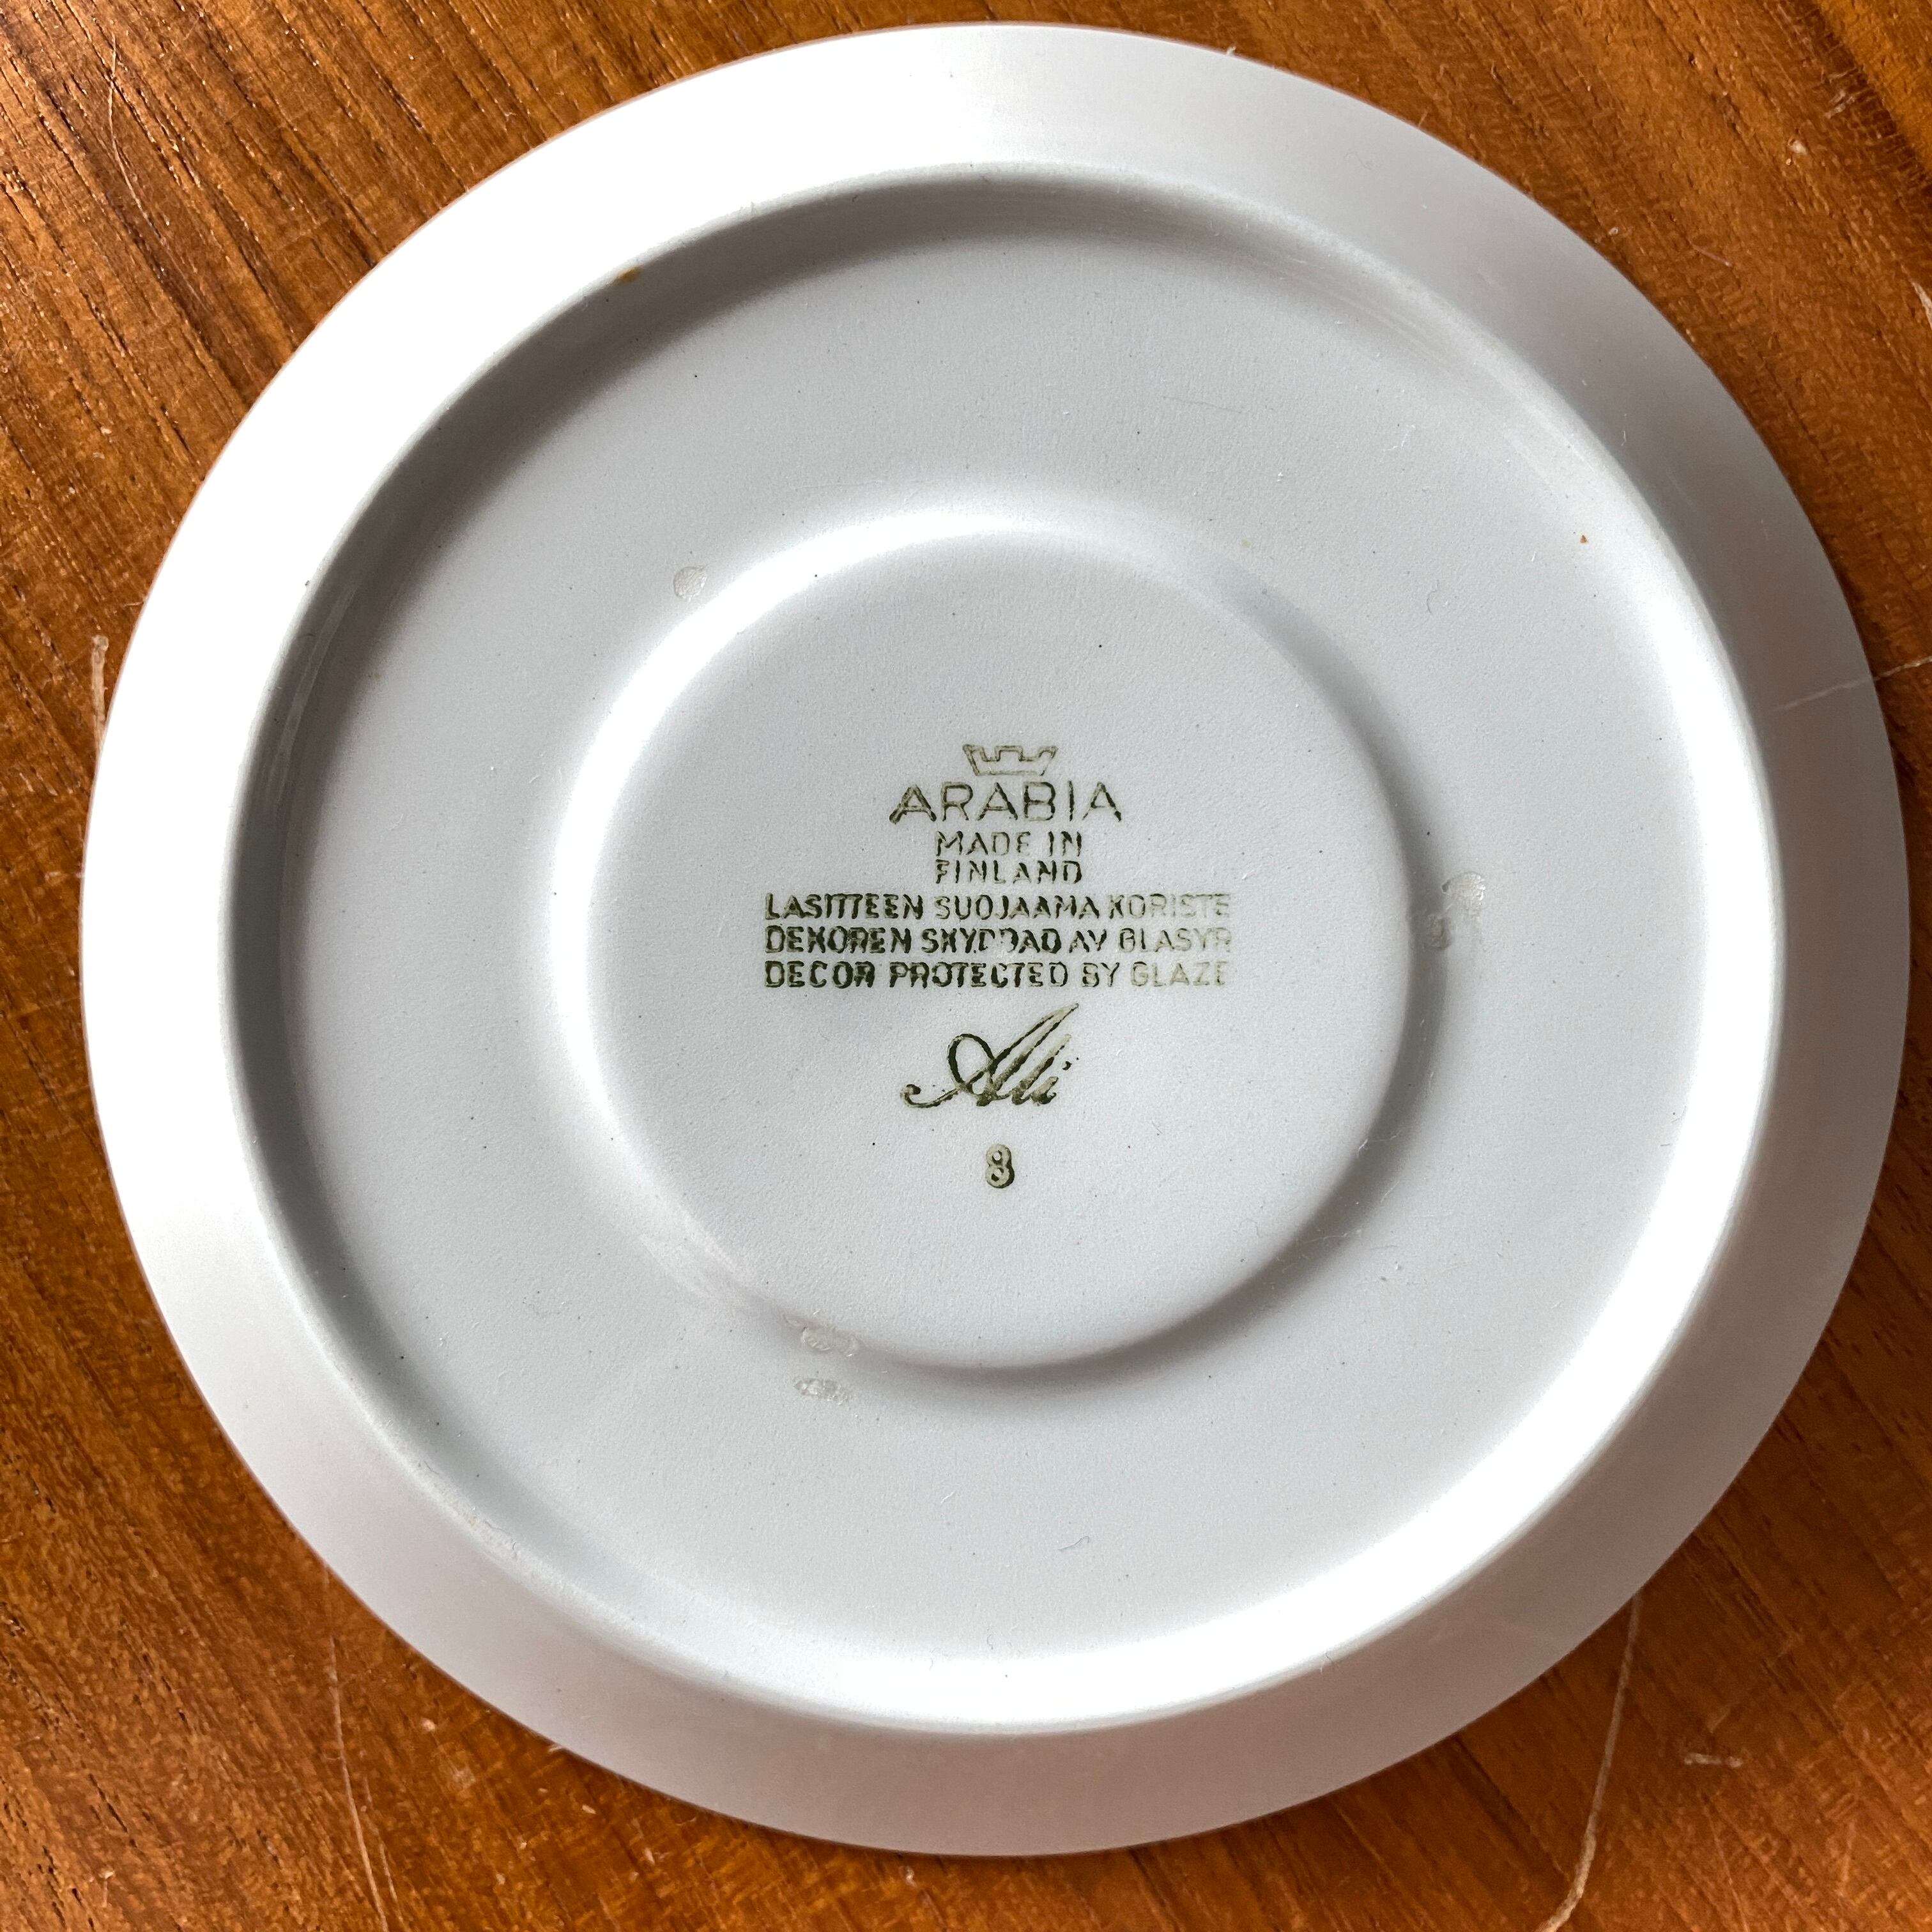 ARABIA
MADE IN
FINLAND
LASITTEEN SUOJAAMA KORISTE
DEKOREN SKYDDAD AV GLASYR
DECOR PROTECTED BY GLAZE
Ali
8